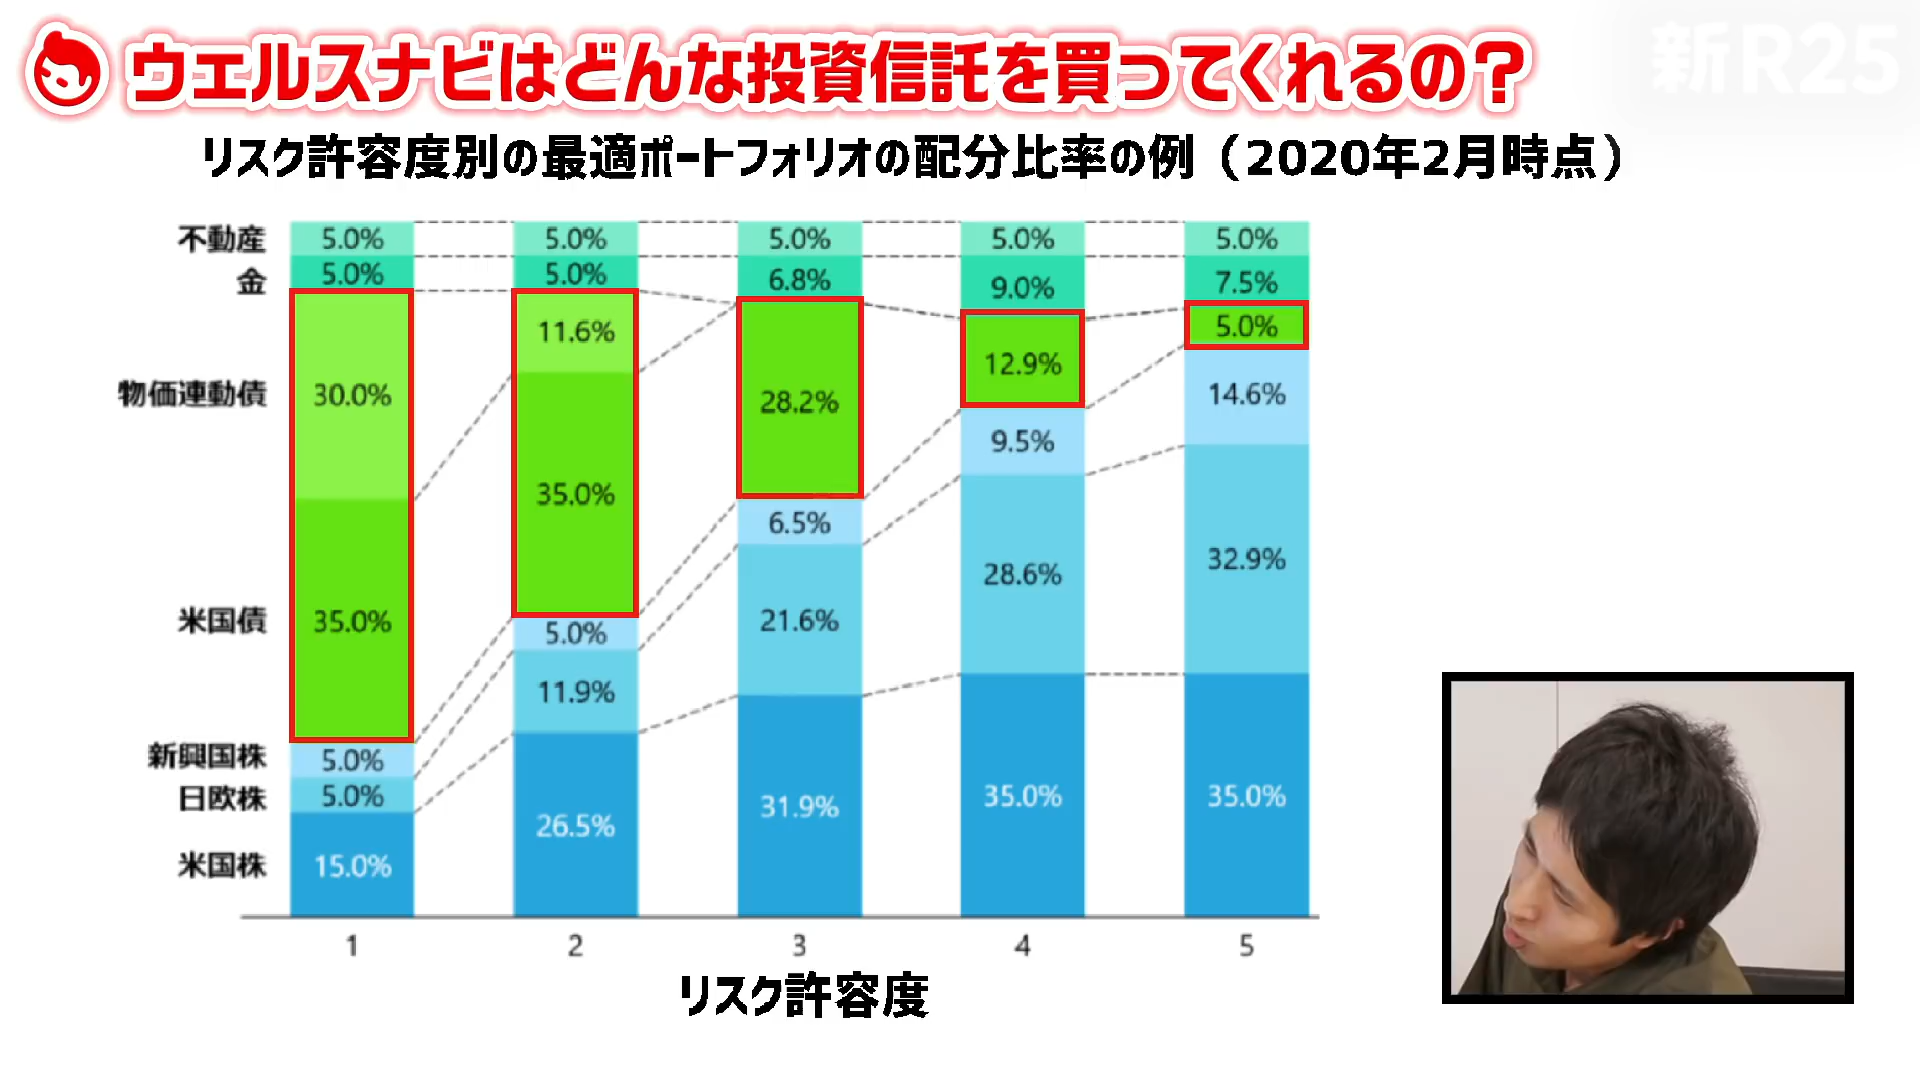 ウェルスナビはどんな投資信託を買ってくれるの？
新R25
リスク許容度別の最適ポートフォリオの配分比率の例（2020年2月時点）
不動産 5.0% 5.0% 5.0% 5.0% 5.0%
金 5.0% 5.0% 6.8% 9.0% 7.5%
物価連動債 30.0% 11.6%
米国債 35.0% 35.0% 28.2% 12.9% 5.0%
新興国株 5.0% 5.0% 6.5% 9.5% 14.6%
日欧株 5.0% 11.9% 21.6% 28.6% 32.9%
米国株 15.0% 26.5% 31.9% 35.0% 35.0%
1 2 3 4 5
リスク許容度